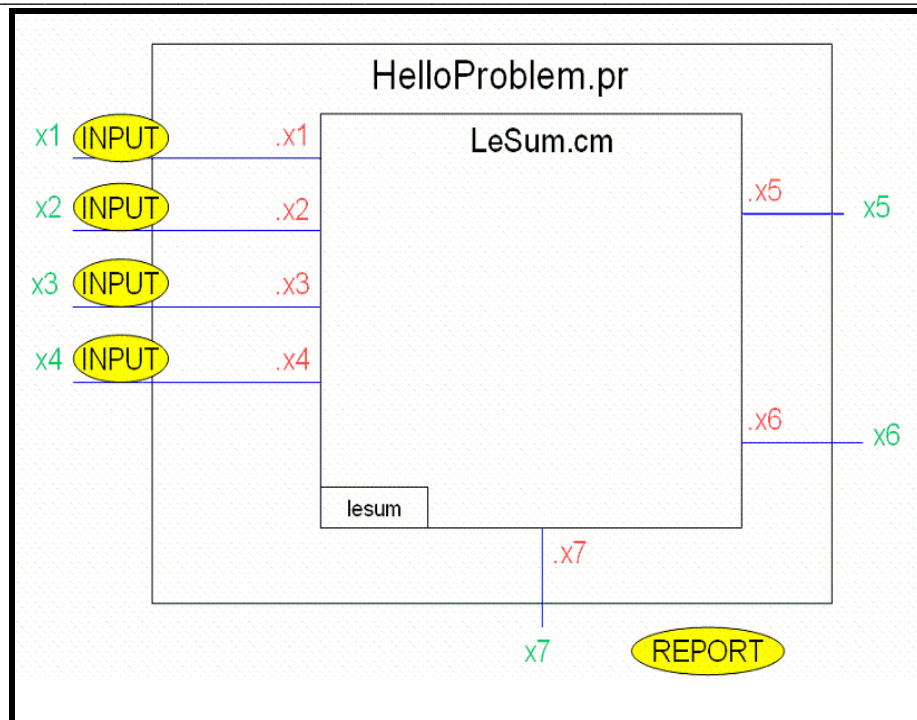 HelloProblem.pr
LeSum.cm
x1 INPUT .x1
x2 INPUT .x2
x3 INPUT .x3
x4 INPUT .x4
.x5 x5
.x6 x6
lesum
.x7
x7 REPORT